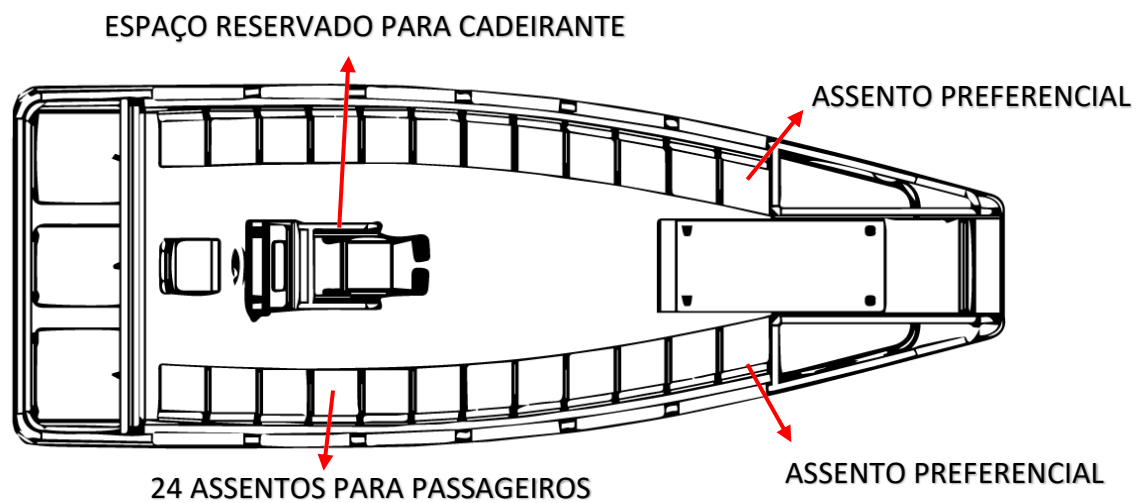 ESPAÇO RESERVADO PARA CADEIRANTE
ASSENTO PREFERENCIAL
ASSENTO PREFERENCIAL
24 ASSENTOS PARA PASSAGEIROS